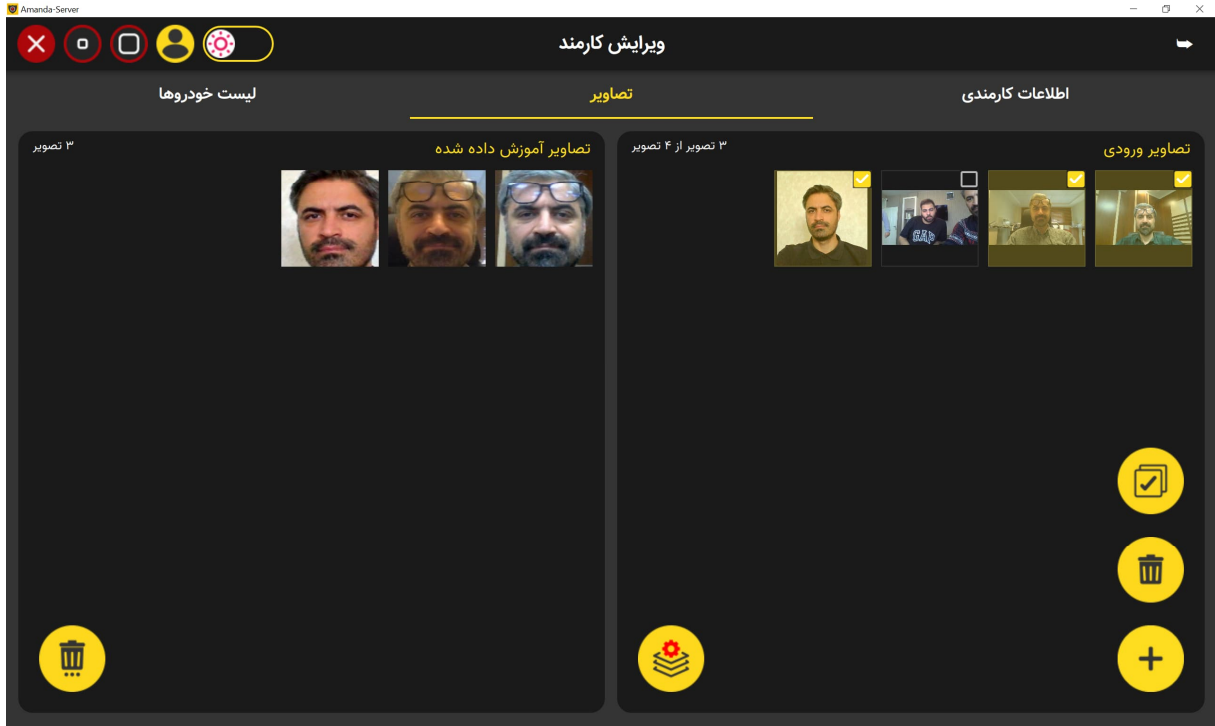 Amanda-Server
ویرایش کارمند
اطلاعات کارمندی
تصاویر
لیست خودروها
تصاویر ورودی
۳ تصویر از ۴ تصویر
تصاویر آموزش داده شده
۳ تصویر
GAP